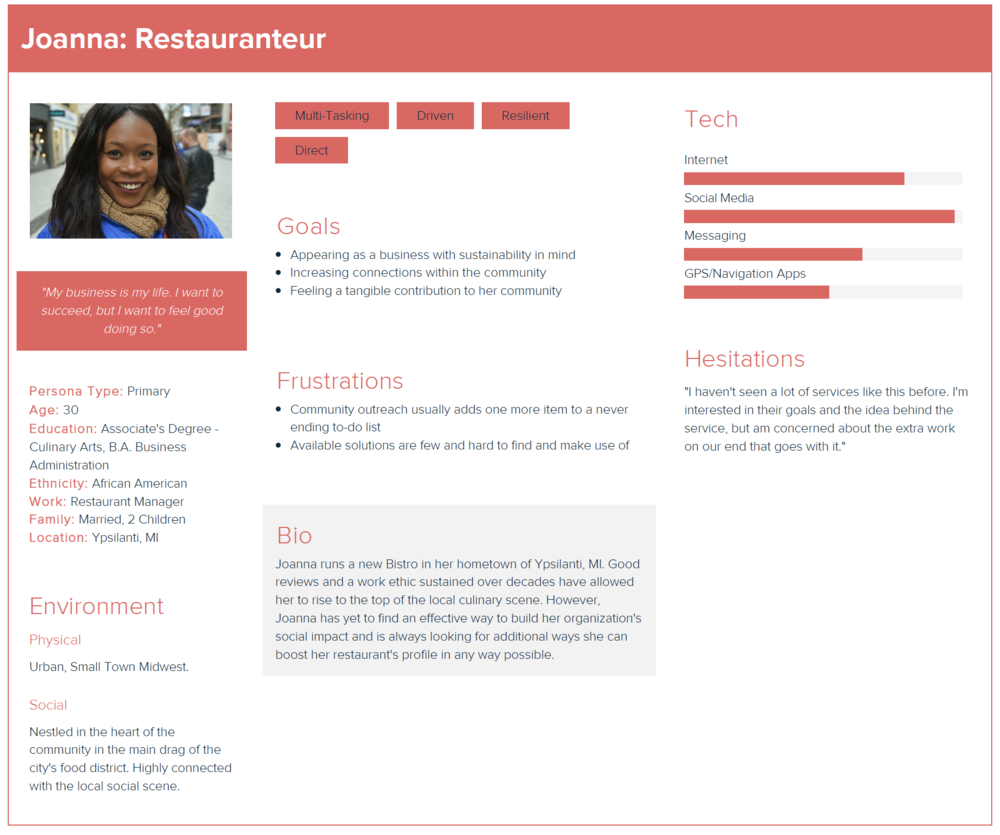 Joanna: Restauranteur
"My business is my life. I want to
succeed, but I want to feel good
doing so."
Persona Type: Primary
Age: 30
Education: Associate's Degree -
Culinary Arts, B.A. Business
Administration
Ethnicity: African American
Work: Restaurant Manager
Family: Married, 2 Children
Location: Ypsilanti, MI
Environment
Physical
Urban, Small Town Midwest.
Social
Nestled in the heart of the
community in the main drag of the
city's food district. Highly connected
with the local social scene.
Multi-Tasking Driven Resilient
Direct
Goals
• Appearing as a business with sustainability in mind
• Increasing connections within the community
• Feeling a tangible contribution to her community
Frustrations
• Community outreach usually adds one more item to a never
ending to-do list
• Available solutions are few and hard to find and make use of
Bio
Joanna runs a new Bistro in her hometown of Ypsilanti, MI. Good
reviews and a work ethic sustained over decades have allowed
her to rise to the top of the local culinary scene. However,
Joanna has yet to find an effective way to build her organization's
social impact and is always looking for additional ways she can
boost her restaurant's profile in any way possible.
Tech
Internet
Social Media
Messaging
GPS/Navigation Apps
Hesitations
"I haven't seen a lot of services like this before. I'm
interested in their goals and the idea behind the
service, but am concerned about the extra work
on our end that goes with it."